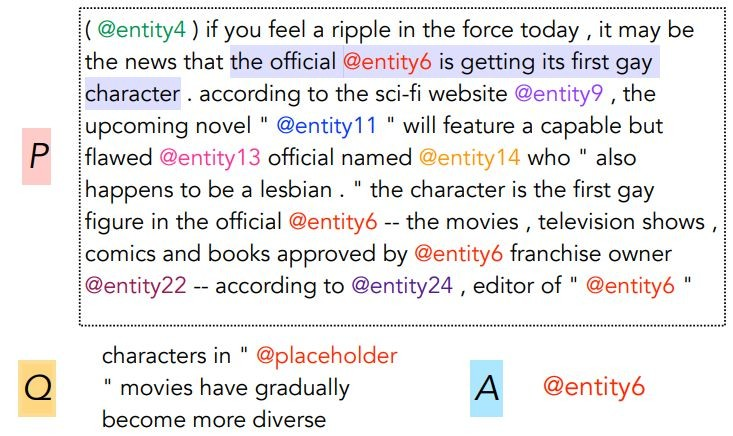 ( @entity4 ) if you feel a ripple in the force today , it may be
the news that the official @entity6 is getting its first gay
character . according to the sci-fi website @entity9 , the
upcoming novel " @entity11 " will feature a capable but
flawed @entity13 official named @entity14 who " also
happens to be a lesbian . " the character is the first gay
figure in the official @entity6 -- the movies , television shows ,
comics and books approved by @entity6 franchise owner
@entity22 -- according to @entity24 , editor of " @entity6 "
P
Q
characters in " @placeholder
" movies have gradually
become more diverse
A
@entity6